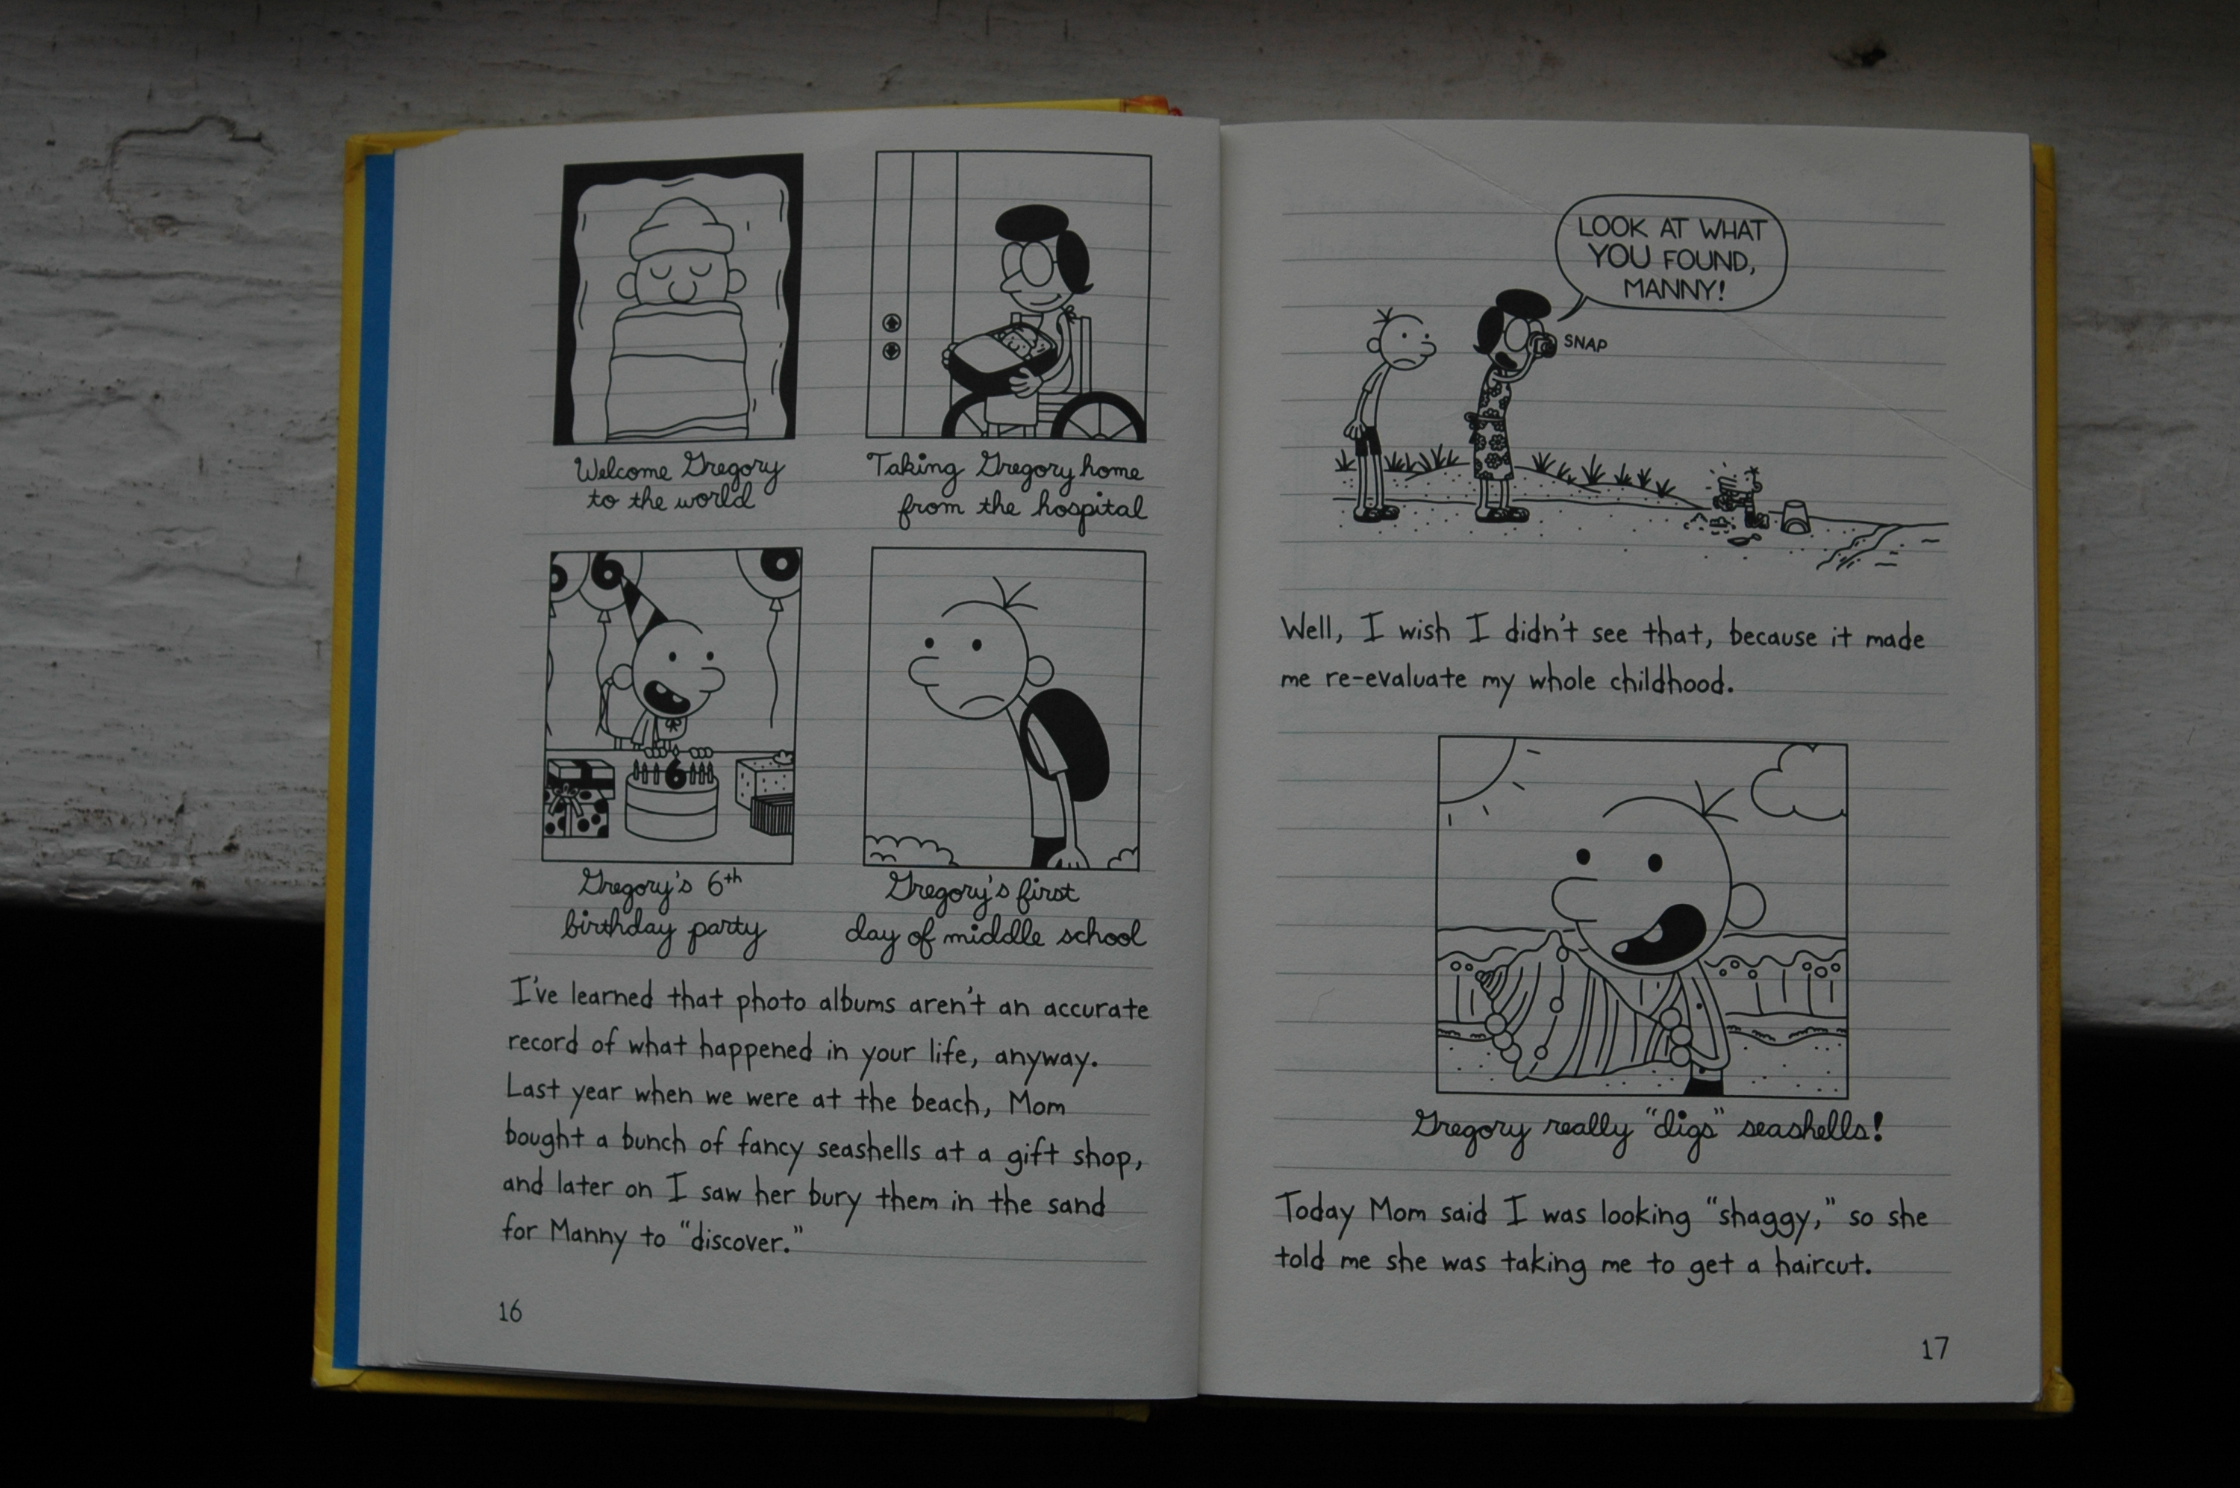 Welcome Gregory
to the world
Taking Gregory home
from the hospital
6 6 6
6
Gregory's 6th
birthday party
Gregory's first
day of middle school
I've learned that photo albums aren't an accurate
record of what happened in your life, anyway.
Last year when we were at the beach, Mom
bought a bunch of fancy seashells at a gift shop,
and later on I saw her bury them in the sand
for Manny to "discover."
16
LOOK AT WHAT
YOU FOUND,
MANNY!
SNAP
Well, I wish I didn't see that, because it made
me re-evaluate my whole childhood.
Gregory really "digs" seashells!
Today Mom said I was looking "shaggy," so she
told me she was taking me to get a haircut.
17